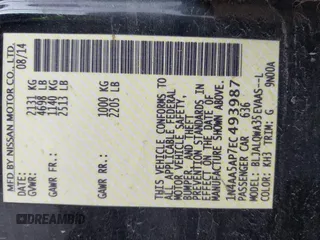 MFD BY NISSAN MOTOR CO., LTD.
DATE: 08/14
GVWR: 2131 KG
4698 LB
GAWR FR: 1140 KG
2513 LB
GAWR RR: 1000 KG
2205 LB
THIS VEHICLE CONFORMS TO ALL
APPLICABLE FEDERAL
MOTOR VEHICLE SAFETY,
BUMPER, AND THEFT
PREVENTION STANDARDS IN
EFFECT ON THE DATE OF
MANUFACTURE SHOWN ABOVE.
1N4AA5AP7EC493987
PASSENGER CAR 636
MODEL: BLJALQWA35EVAAS-L
COLOR: KH3 TRIM: G 9N00A